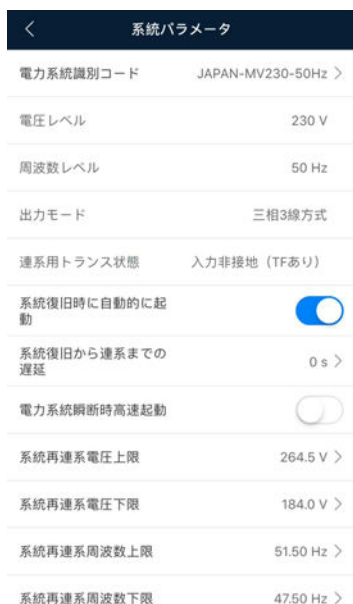 系統パラメータ
電力系統識別コード JAPAN-MV230-50Hz
電圧レベル 230 V
周波数レベル 50 Hz
出力モード 三相3線方式
連系用トランス状態 入力非接地（TFあり）
系統復旧時に自動的に起
動
系統復旧から連系までの
遅延 0 s
電力系統瞬断時高速起動
系統再連系電圧上限 264.5 V
系統再連系電圧下限 184.0 V
系統再連系周波数上限 51.50 Hz
系統再連系周波数下限 47.50 Hz